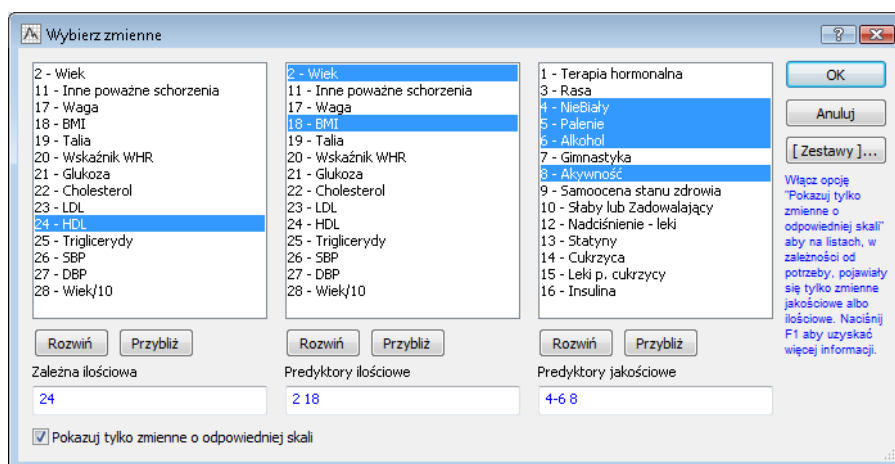 Wybierz zmienne
2 - Wiek
11 - Inne poważne schorzenia
17 - Waga
18 - BMI
19 - Talia
20 - Wskaźnik WHR
21 - Glukoza
22 - Cholesterol
23 - LDL
24 - HDL
25 - Triglicerydy
26 - SBP
27 - DBP
28 - Wiek/10
2 - Wiek
11 - Inne poważne schorzenia
17 - Waga
18 - BMI
19 - Talia
20 - Wskaźnik WHR
21 - Glukoza
22 - Cholesterol
23 - LDL
24 - HDL
25 - Triglicerydy
26 - SBP
27 - DBP
28 - Wiek/10
1 - Terapia hormonalna
3 - Rasa
4 - NieBiały
5 - Palenie
6 - Alkohol
7 - Gimnastyka
8 - Akywność
9 - Samoocena stanu zdrowia
10 - Słaby lub Zadowalający
12 - Nadciśnienie - leki
13 - Statyny
14 - Cukrzyca
15 - Leki p. cukrzycy
16 - Insulina
OK
Anuluj
[ Zestawy ]...
Włącz opcję
"Pokazuj tylko
zmienne o
odpowiedniej skali"
aby na listach, w
zależności od
potrzeby, pojawiały
się tylko zmienne
jakościowe albo
ilościowe. Naciśnij
F1 aby uzyskać
więcej informacji.
Rozwiń Przybliż Rozwiń Przybliż Rozwiń Przybliż
Zależna ilościowa Predyktory ilościowe Predyktory jakościowe
24 2 18 4-6 8
Pokazuj tylko zmienne o odpowiedniej skali